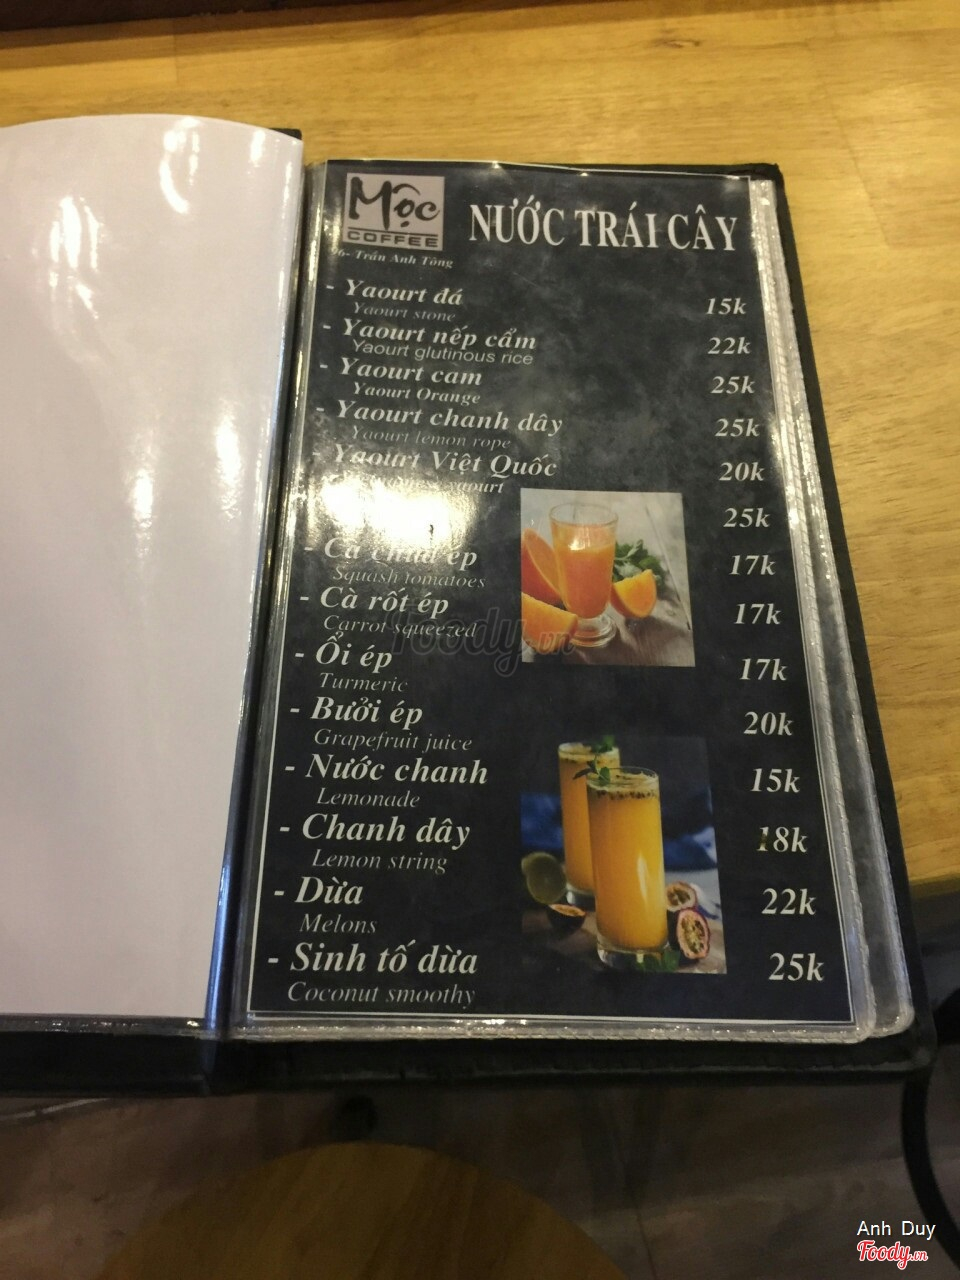 Mộc
COFFEE
Trần Anh Tông
NƯỚC TRÁI CÂY
- Yaourt đá 15k
Yaourt stone
- Yaourt nếp cẩm 22k
Yaourt glutinous rice
- Yaourt cam 25k
Yaourt Orange
- Yaourt chanh dây 25k
Yaourt lemon rope
- Yaourt Việt Quốc 20k
yaourt
25k
- Cà chua ép 17k
Squash tomatoes
- Cà rốt ép 17k
Carrot squeezed
- Ổi ép 17k
Turmeric
- Bưởi ép 20k
Grapefruit juice
- Nước chanh 15k
Lemonade
- Chanh dây 18k
Lemon string
- Dừa 22k
Melons
- Sinh tố dừa 25k
Coconut smoothy
Foody.vn
Anh Duy
Foody.vn